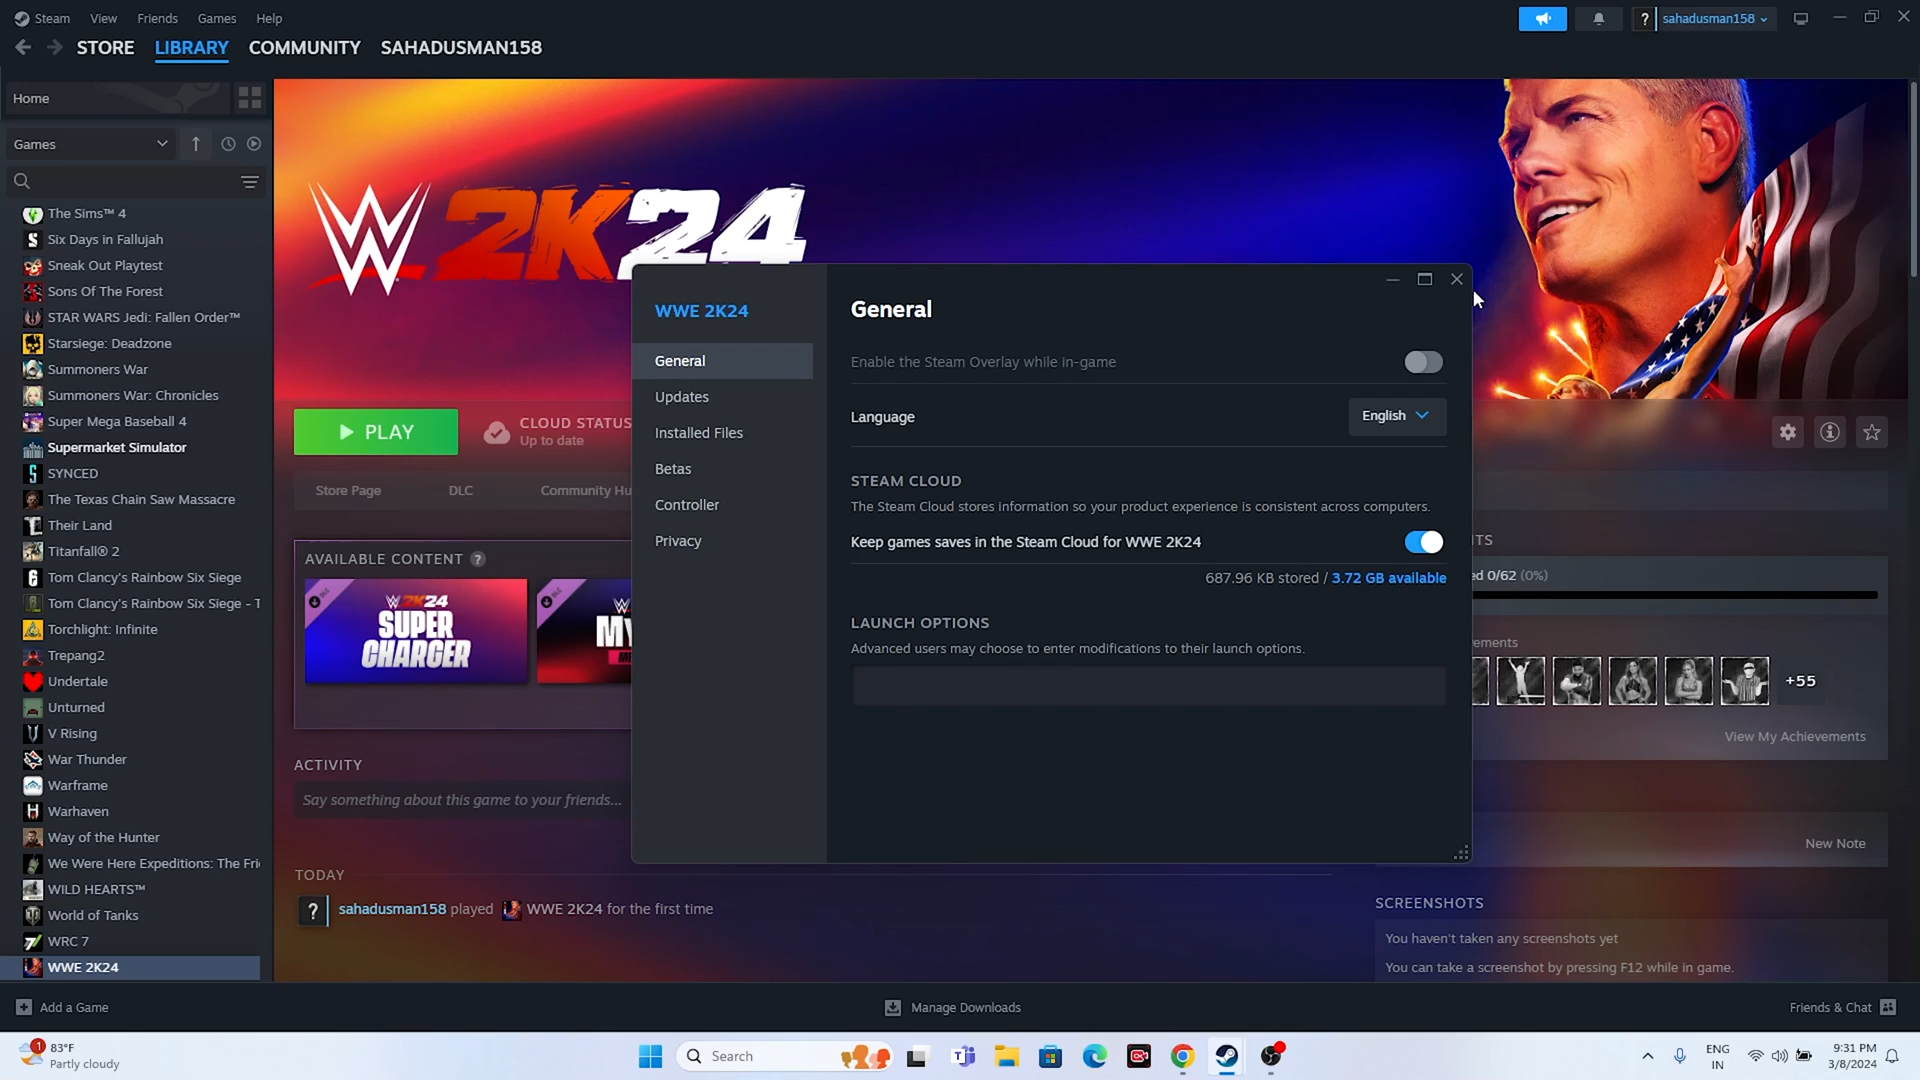 Steam View Friends Games Help
sahadusman158
STORE LIBRARY COMMUNITY SAHADUSMAN158
Home
Games
The Sims™ 4
Six Days in Fallujah
Sneak Out Playtest
Sons Of The Forest
STAR WARS Jedi: Fallen Order™
Starsiege: Deadzone
Summoners War
Summoners War: Chronicles
Super Mega Baseball 4
Supermarket Simulator
SYNCED
The Texas Chain Saw Massacre
Their Land
Titanfall® 2
Tom Clancy's Rainbow Six Siege
Tom Clancy's Rainbow Six Siege - T
Torchlight: Infinite
Trepang2
Undertale
Unturned
V Rising
War Thunder
Warframe
Warhaven
Way of the Hunter
We Were Here Expeditions: The Fri
WILD HEARTS™
World of Tanks
WRC 7
WWE 2K24
W 2K24
PLAY
CLOUD STATUS
Up to date
Store Page DLC Community Hu
AVAILABLE CONTENT ?
W 2K24
SUPER
CHARGER
W
MY
ACTIVITY
Say something about this game to your friends...
TODAY
? sahadusman158 played WWE 2K24 for the first time
WWE 2K24
General
Updates
Installed Files
Betas
Controller
Privacy
General
Enable the Steam Overlay while in-game
Language
English
STEAM CLOUD
The Steam Cloud stores information so your product experience is consistent across computers.
Keep games saves in the Steam Cloud for WWE 2K24
687.96 KB stored / 3.72 GB available
LAUNCH OPTIONS
Advanced users may choose to enter modifications to their launch options.
TS
ed 0/62 (0%)
ements
+55
View My Achievements
New Note
SCREENSHOTS
You haven't taken any screenshots yet
You can take a screenshot by pressing F12 while in game.
Add a Game
Manage Downloads
Friends & Chat
1
83°F
Partly cloudy
Search
ENG
IN
9:31 PM
3/8/2024